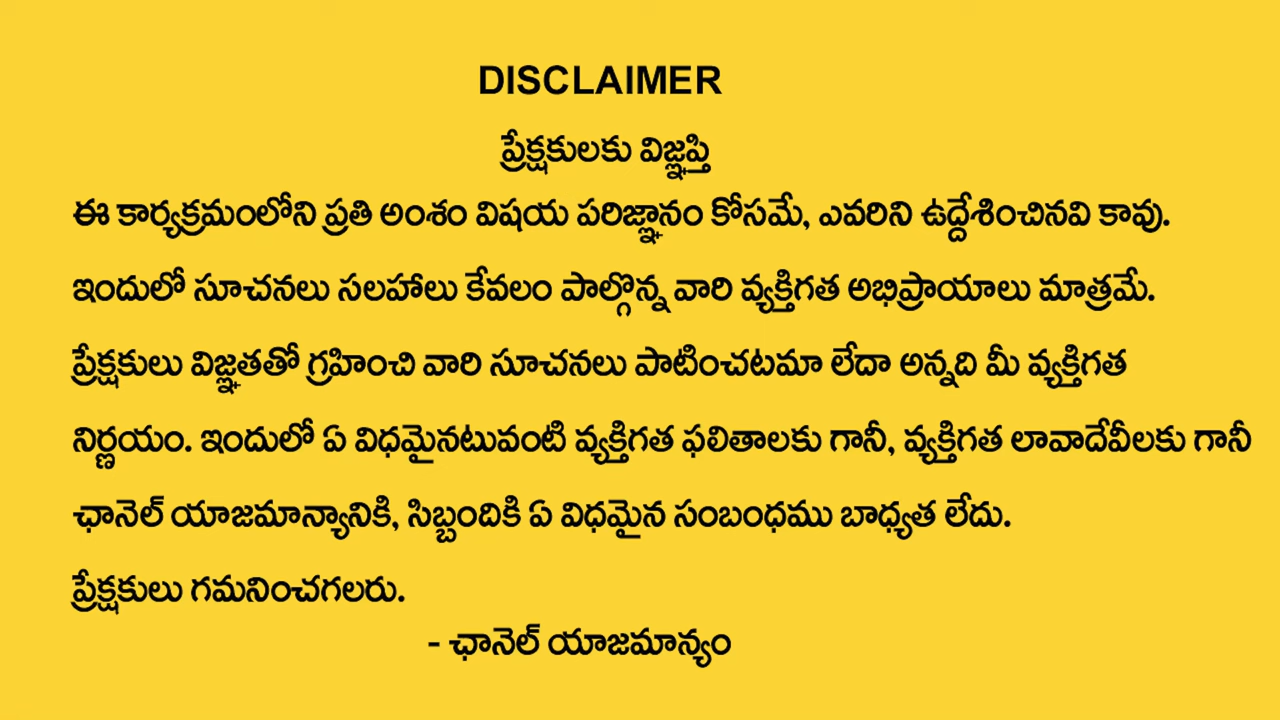 DISCLAIMER
ప్రేక్షకులకు విజ్ఞప్తి
ఈ కార్యక్రమంలోని ప్రతి అంశం విషయ పరిజ్ఞానం కోసమే, ఎవరిని ఉద్దేశించినవి కావు.
ఇందులో సూచనలు సలహాలు కేవలం పాల్గొన్న వారి వ్యక్తిగత అభిప్రాయాలు మాత్రమే.
ప్రేక్షకులు విజ్ఞతతో గ్రహించి వారి సూచనలు పాటించటమా లేదా అన్నది మీ వ్యక్తిగత
నిర్ణయం. ఇందులో ఏ విధమైనటువంటి వ్యక్తిగత ఫలితాలకు గానీ, వ్యక్తిగత లావాదేవీలకు గానీ
ఛానెల్ యాజమాన్యానికి, సిబ్బందికి ఏ విధమైన సంబంధము బాధ్యత లేదు.
ప్రేక్షకులు గమనించగలరు.
- ఛానెల్ యాజమాన్యం